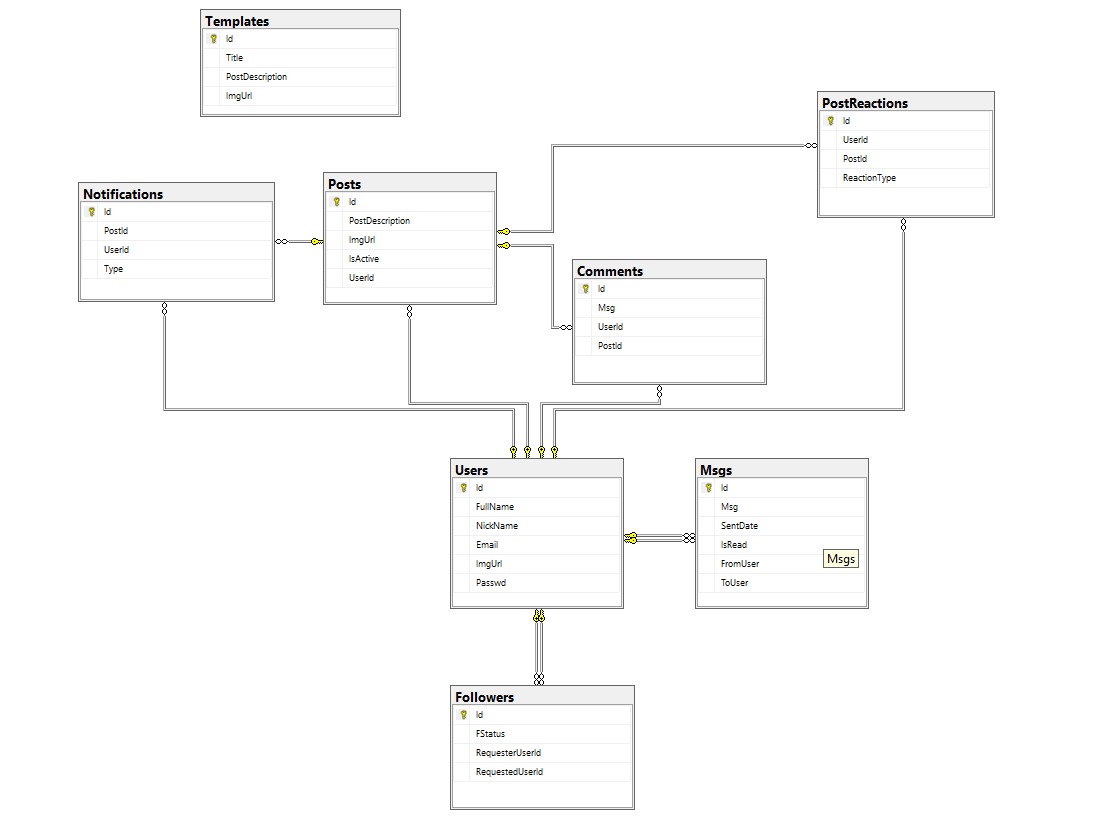 Templates
Id
Title
PostDescription
ImgUrl
PostReactions
Id
UserId
PostId
ReactionType
Notifications
Id
PostId
UserId
Type
Posts
Id
PostDescription
ImgUrl
IsActive
UserId
Comments
Id
Msg
UserId
PostId
Users
Id
FullName
NickName
Email
ImgUrl
Passwd
Msgs
Id
Msg
SentDate
IsRead
FromUser
ToUser
Msgs
Followers
Id
FStatus
RequesterUserId
RequestedUserId